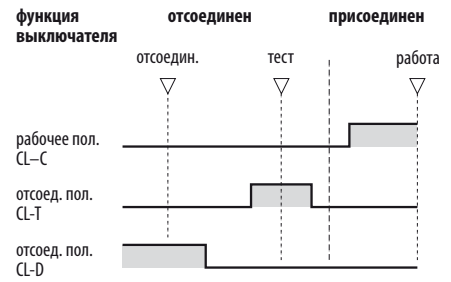 функция отсоединен присоединен
выключателя
отсоедин. тест работа
рабочее пол.
CL–C
отсоед. пол.
CL-T
отсоед. пол.
CL-D